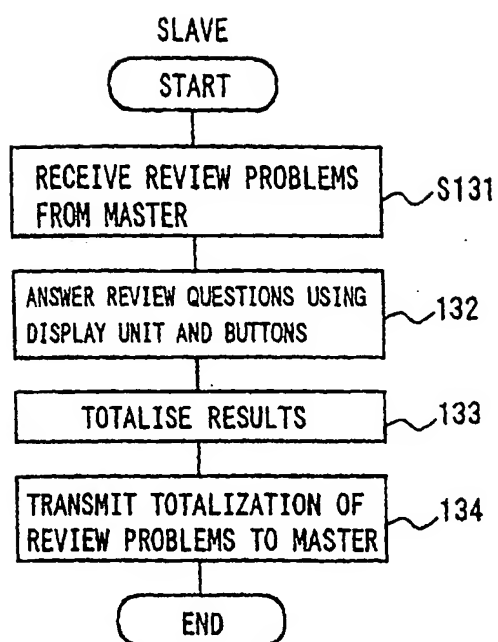 SLAVE
START
RECEIVE REVIEW PROBLEMS
FROM MASTER
S131
ANSWER REVIEW QUESTIONS USING
DISPLAY UNIT AND BUTTONS
132
TOTALISE RESULTS
133
TRANSMIT TOTALIZATION OF
REVIEW PROBLEMS TO MASTER
134
END